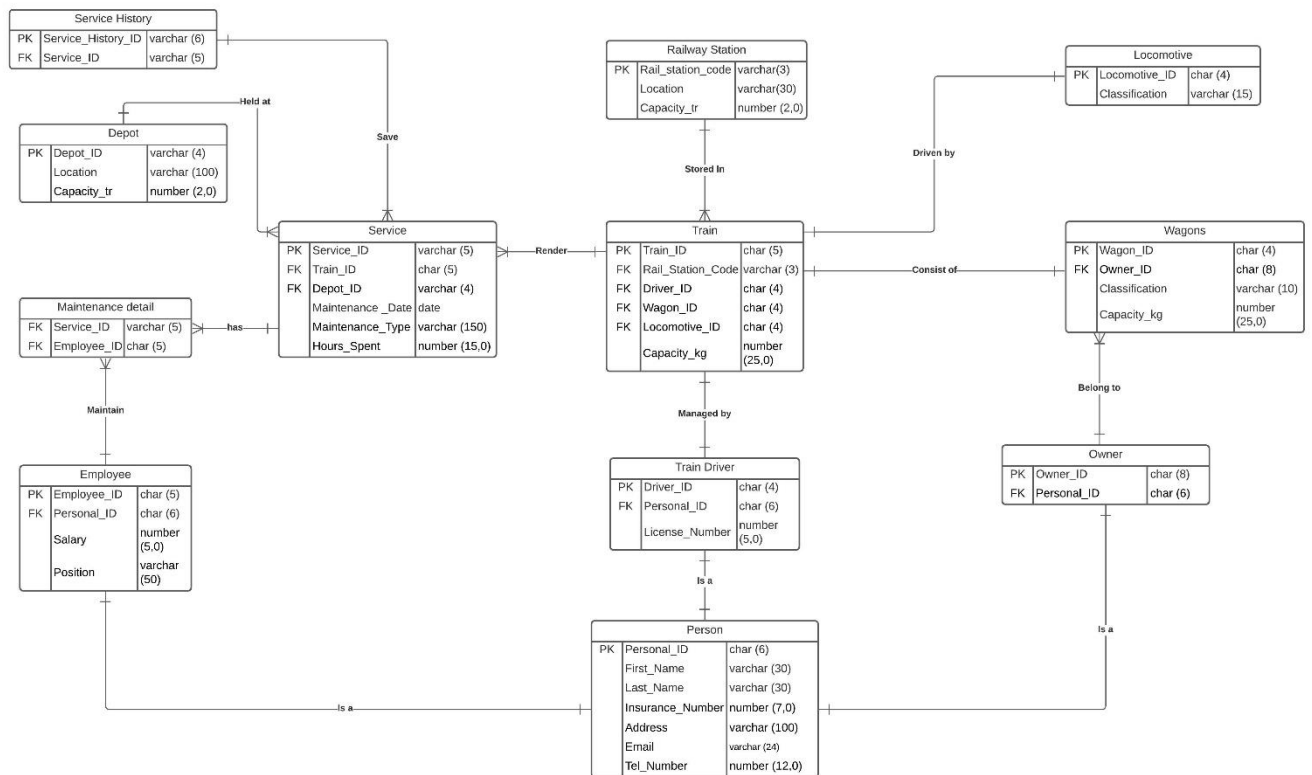 Service History
PK Service_History_ID varchar (6)
FK Service_ID varchar (5)
Held at
Depot
PK Depot_ID varchar (4)
Location varchar (100)
Capacity_tr number (2,0)
Save
Railway Station
PK Rail_station_code varchar(3)
Location varchar(30)
Capacity_tr number (2,0)
Stored In
Locomotive
PK Locomotive_ID char (4)
Classification varchar (15)
Driven by
Service
PK Service_ID varchar (5)
FK Train_ID char (5)
FK Depot_ID varchar (4)
Maintenance _Date date
Maintenance_Type varchar (150)
Hours_Spent number (15,0)
Render
Train
PK Train_ID char (5)
FK Rail_Station_Code varchar (3)
FK Driver_ID char (4)
FK Wagon_ID char (4)
FK Locomotive_ID char (4)
Capacity_kg number
(25,0)
Consist of
Wagons
PK Wagon_ID char (4)
FK Owner_ID char (8)
Classification varchar (10)
Capacity_kg number
(25,0)
Maintenance detail
FK Service_ID varchar (5)
FK Employee_ID char (5)
has
Maintain
Managed by
Belong to
Employee
PK Employee_ID char (5)
FK Personal_ID char (6)
Salary number
(5,0)
Position varchar
(50)
Train Driver
PK Driver_ID char (4)
FK Personal_ID char (6)
License_Number number
(5,0)
Owner
PK Owner_ID char (8)
FK Personal_ID char (6)
Is a
Is a
Is a
Person
PK Personal_ID char (6)
First_Name varchar (30)
Last_Name varchar (30)
Insurance_Number number (7,0)
Address varchar (100)
Email varchar (24)
Tel_Number number (12,0)